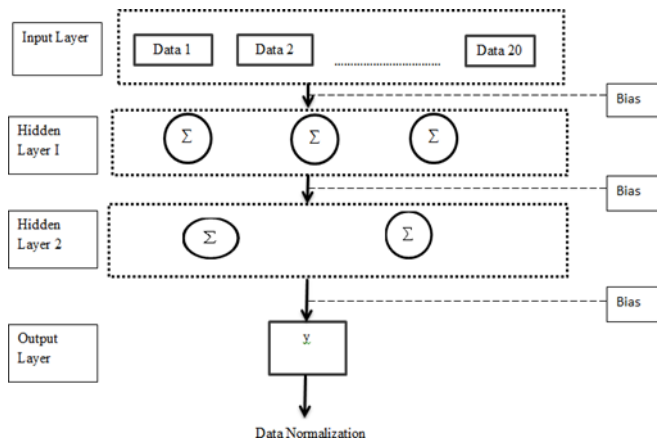 Input Layer
Data 1
Data 2
................................
Data 20
Bias
Hidden
Layer I
Σ
Σ
Σ
Bias
Hidden
Layer 2
Σ
Σ
Bias
Output
Layer
y
Data Normalization